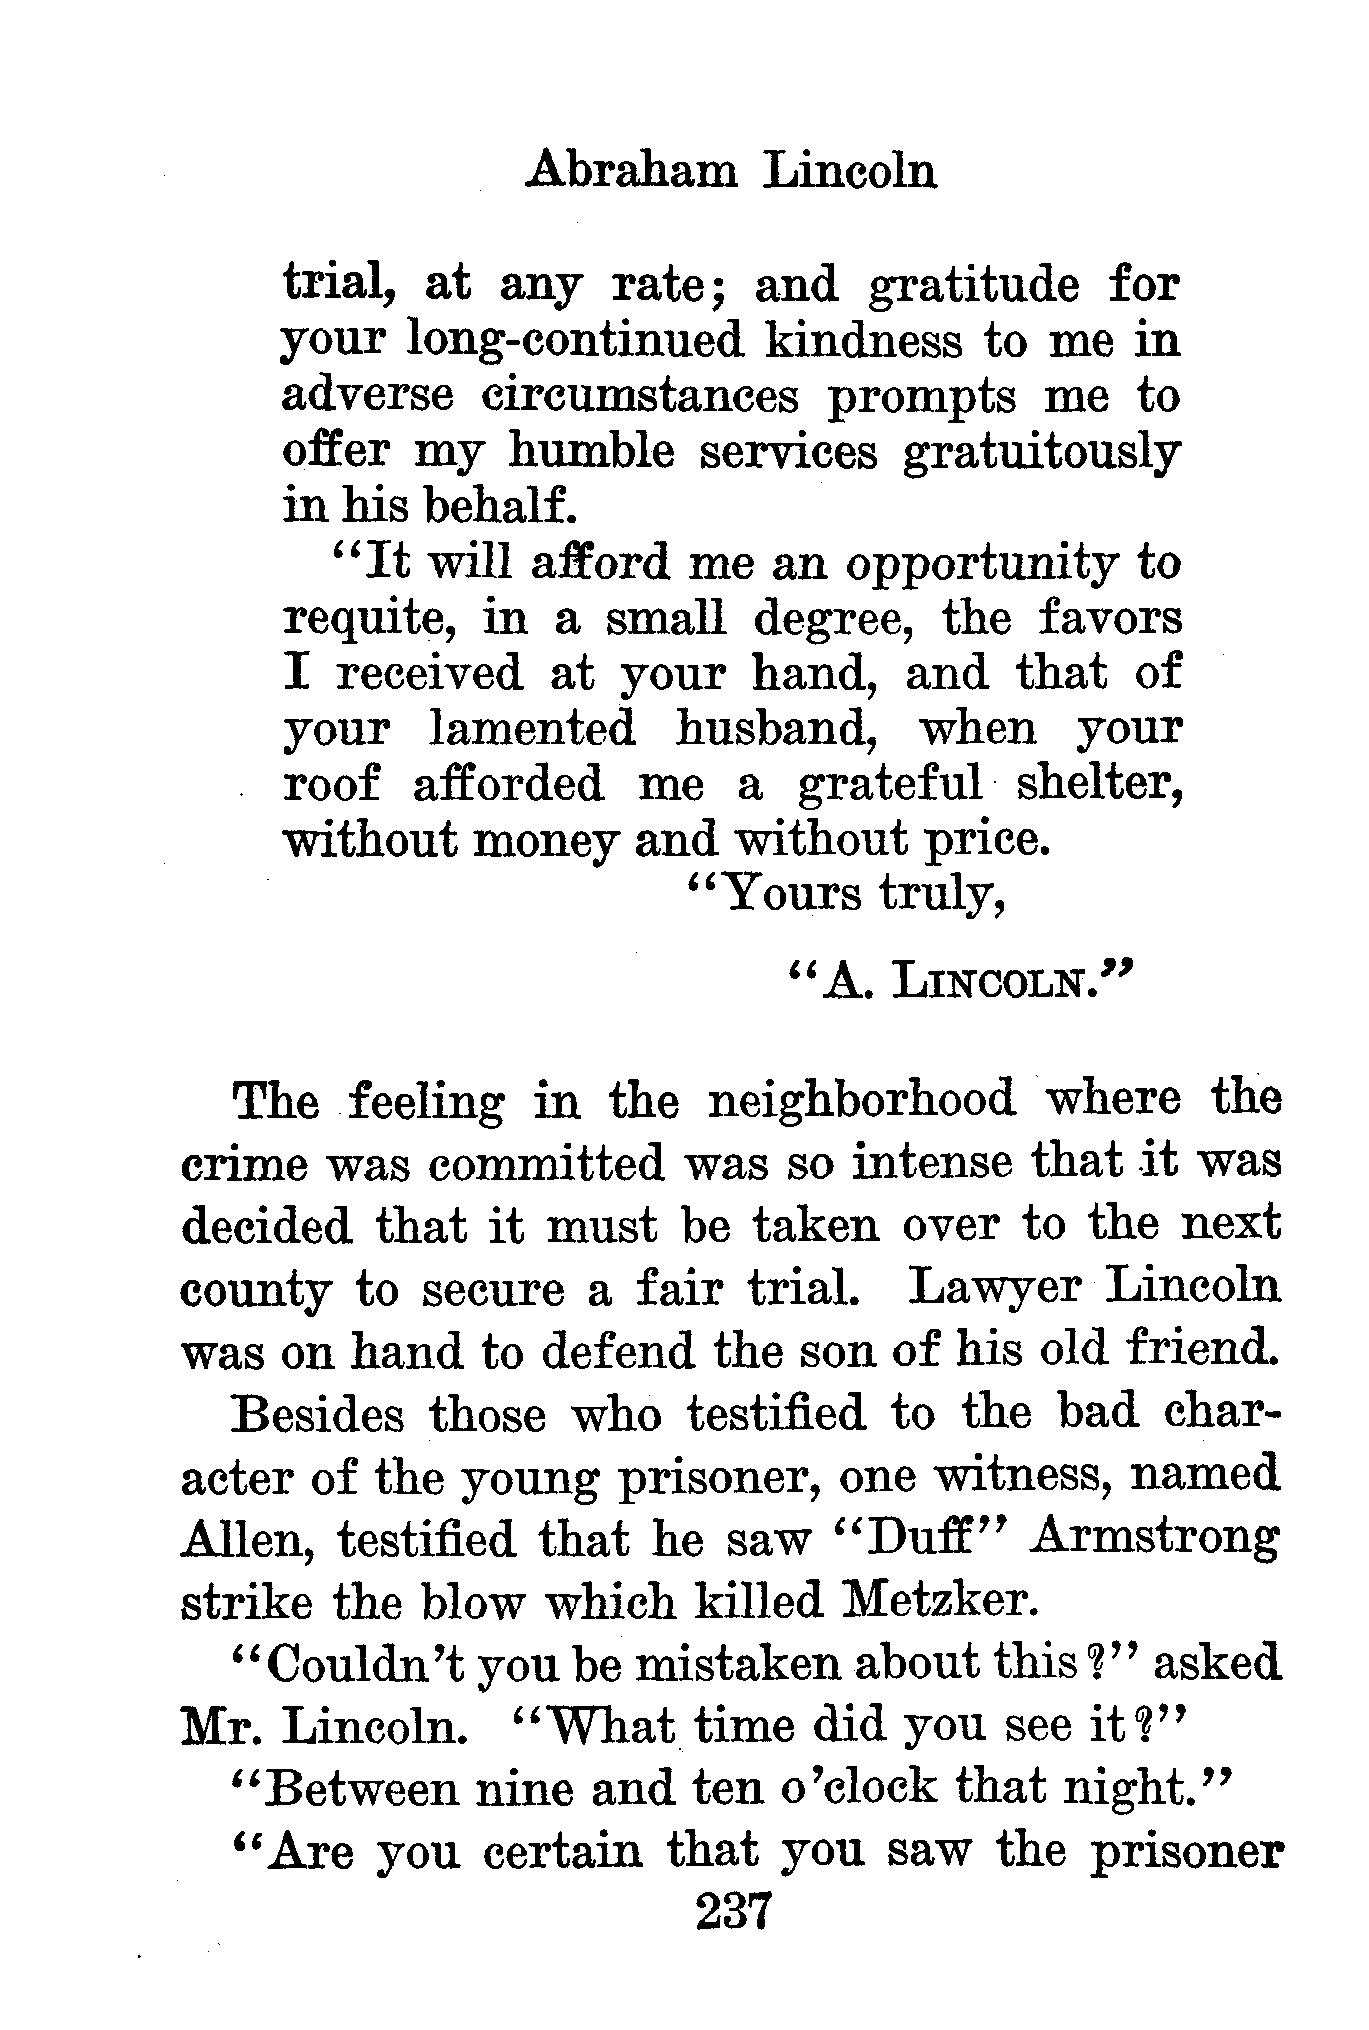 Abraham Lincoln
trial, at any rate; and gratitude for
your long-continued kindness to me in
adverse circumstances prompts me to
offer my humble services gratuitously
in his behalf.
"It will afford me an opportunity to
requite, in a small degree, the favors
I received at your hand, and that of
your lamented husband, when your
roof afforded me a grateful shelter,
without money and without price.
"Yours truly,
"A. LINCOLN."
The feeling in the neighborhood where the
crime was committed was so intense that it was
decided that it must be taken over to the next
county to secure a fair trial. Lawyer Lincoln
was on hand to defend the son of his old friend.
Besides those who testified to the bad char-
acter of the young prisoner, one witness, named
Allen, testified that he saw "Duff" Armstrong
strike the blow which killed Metzker.
"Couldn't you be mistaken about this?" asked
Mr. Lincoln. "What time did you see it?"
"Between nine and ten o'clock that night."
"Are you certain that you saw the prisoner
237